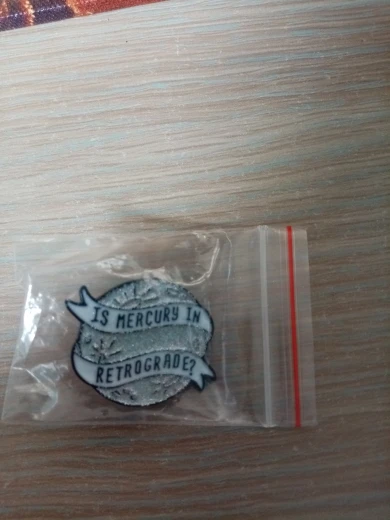 IS MERCURY IN
RETROGRADE?